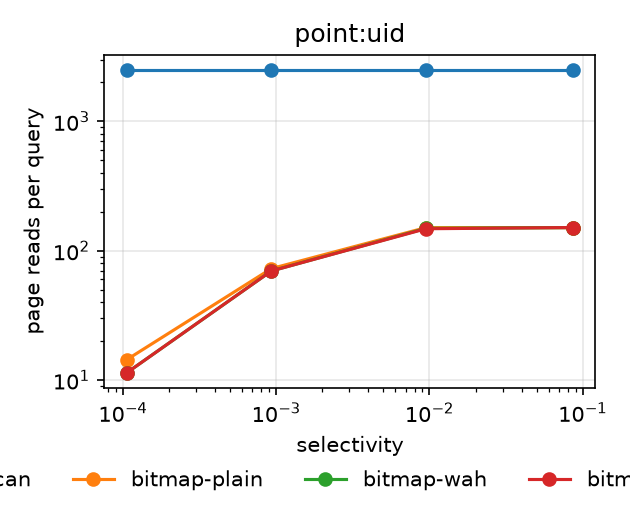 point:uid
page reads per query
10³
10²
10¹
10⁻⁴ 10⁻³ 10⁻² 10⁻¹
selectivity
can bitmap-plain bitmap-wah bitm